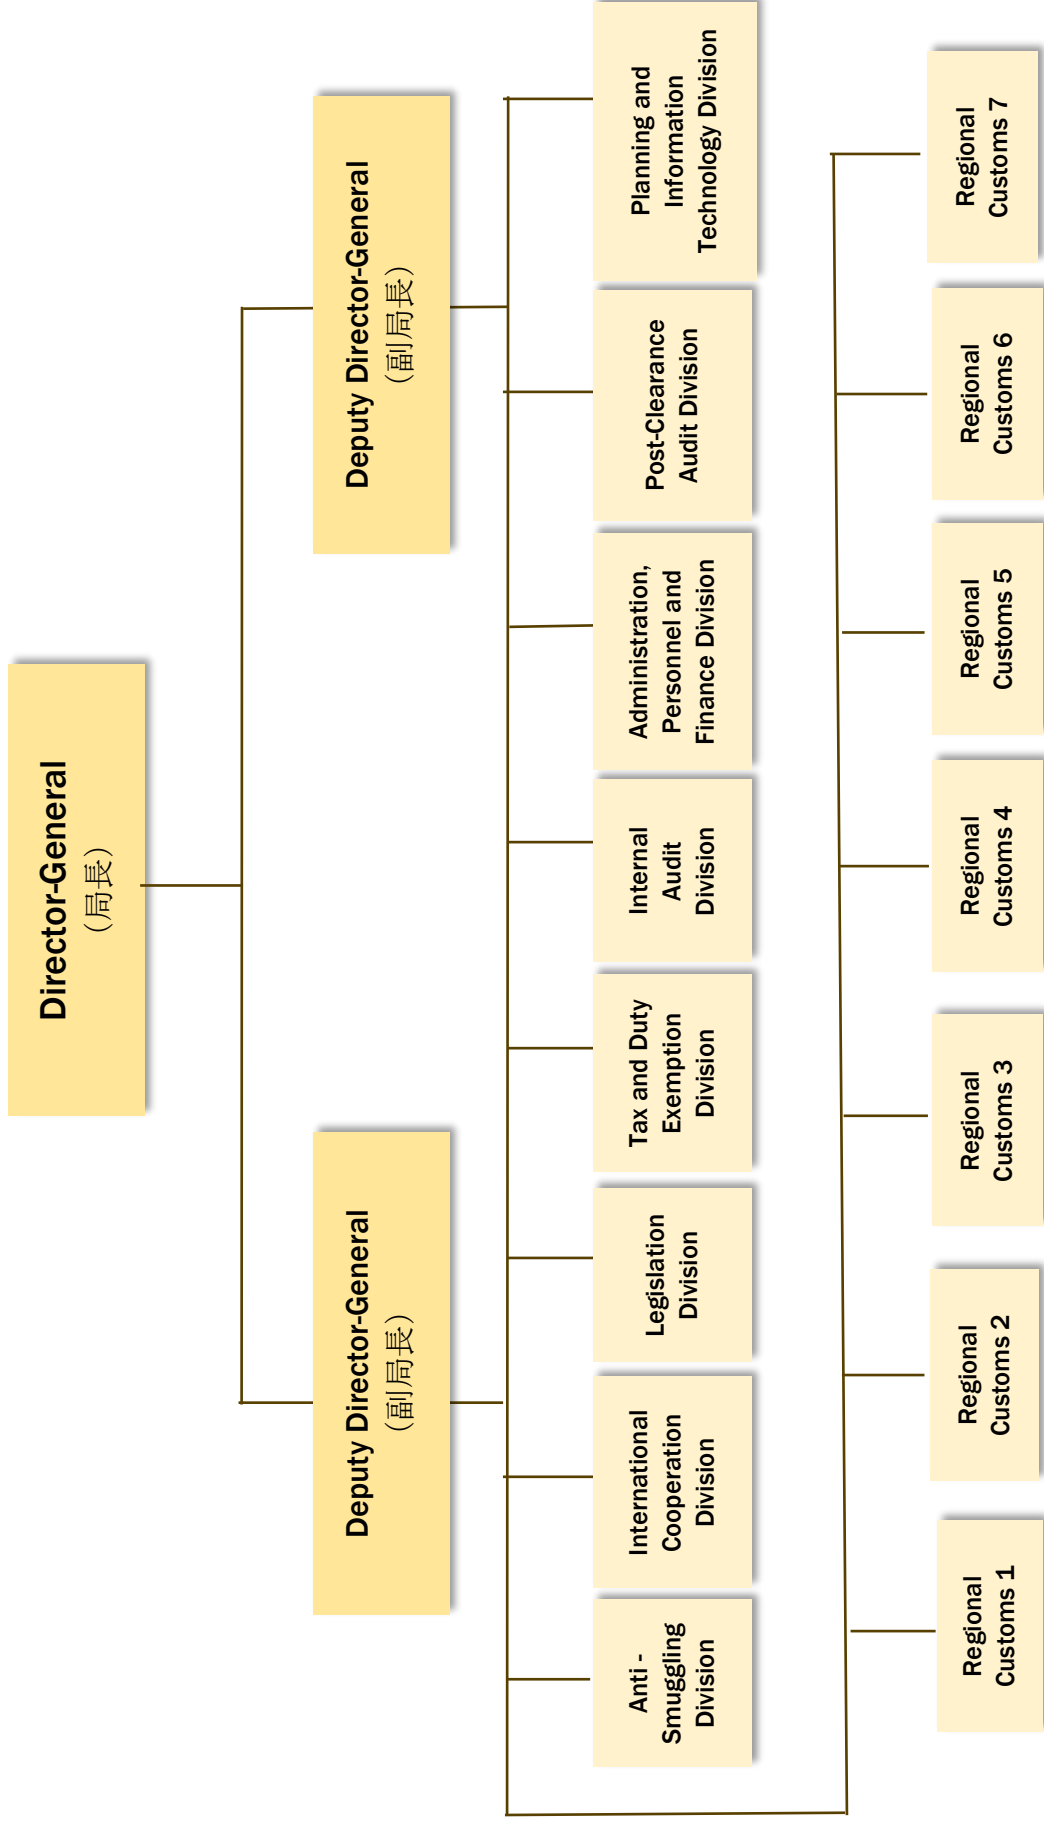 Director-General
（局長）
Deputy Director-General
（副局長）
Deputy Director-General
（副局長）
Anti -
Smuggling
Division
International
Cooperation
Division
Legislation
Division
Tax and Duty
Exemption
Division
Internal
Audit
Division
Administration,
Personnel and
Finance Division
Post-Clearance
Audit Division
Planning and
Information
Technology Division
Regional
Customs 1
Regional
Customs 2
Regional
Customs 3
Regional
Customs 4
Regional
Customs 5
Regional
Customs 6
Regional
Customs 7